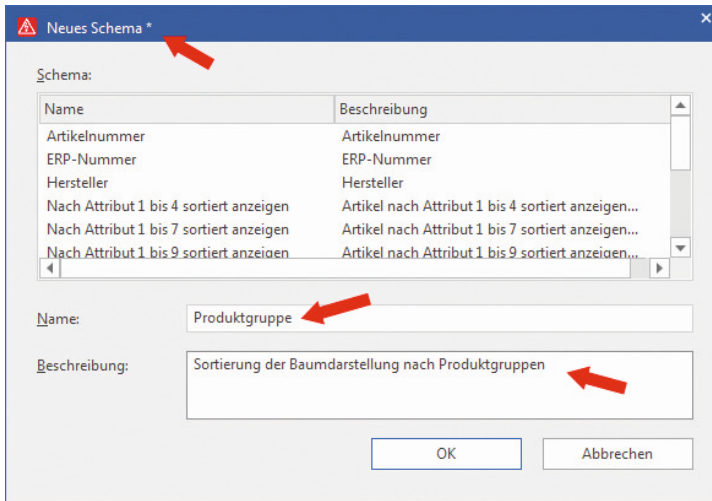 Neues Schema *
Schema:
Name Beschreibung
Artikelnummer Artikelnummer
ERP-Nummer ERP-Nummer
Hersteller Hersteller
Nach Attribut 1 bis 4 sortiert anzeigen Artikel nach Attribut 1 bis 4 sortiert anzeigen...
Nach Attribut 1 bis 7 sortiert anzeigen Artikel nach Attribut 1 bis 7 sortiert anzeigen...
Nach Attribut 1 bis 9 sortiert anzeigen Artikel nach Attribut 1 bis 9 sortiert anzeigen...
Name: Produktgruppe
Beschreibung: Sortierung der Baumdarstellung nach Produktgruppen
OK Abbrechen